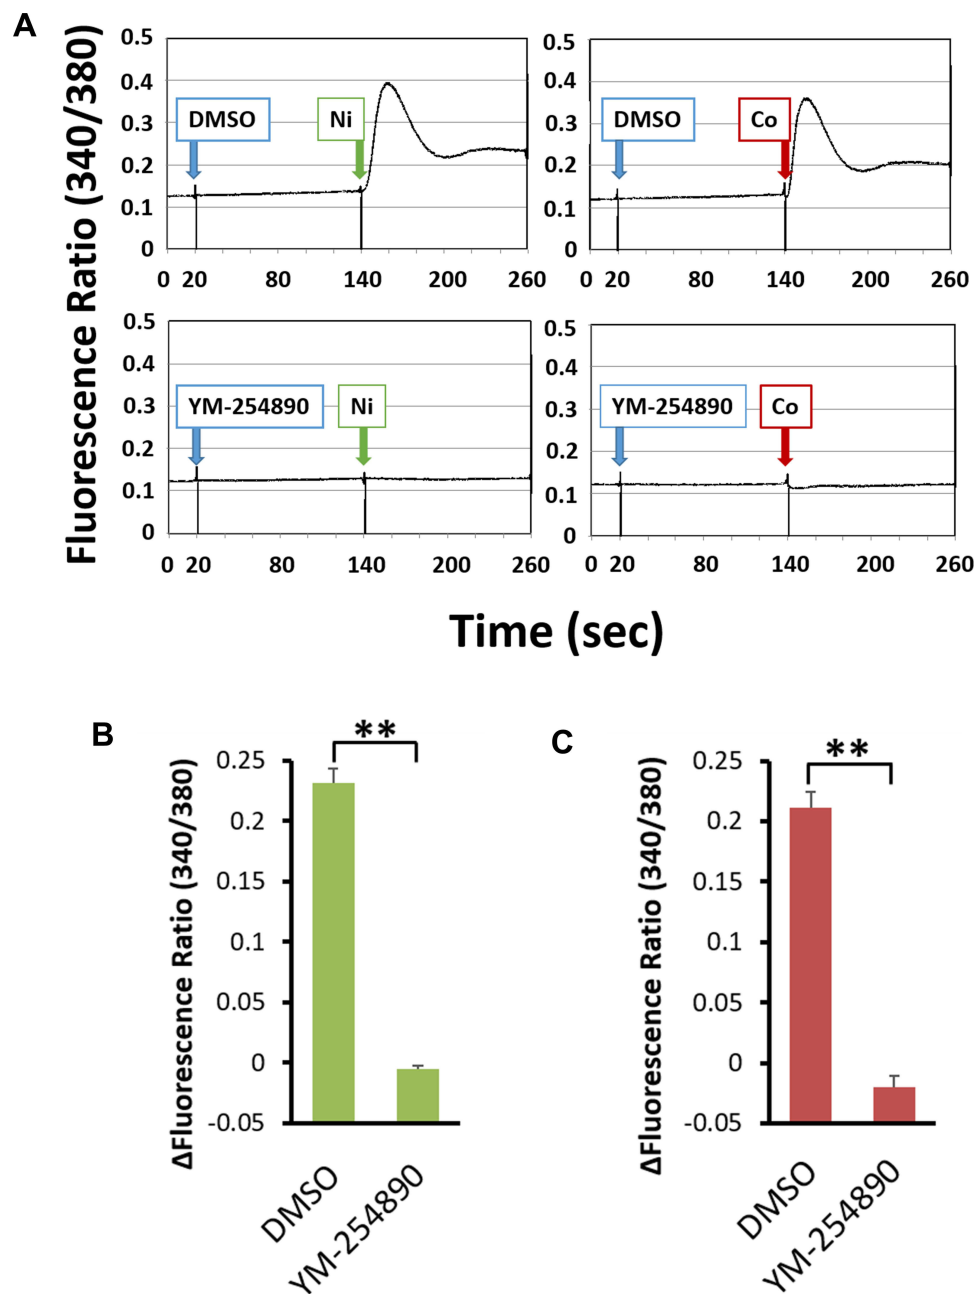 A
Fluorescence Ratio (340/380)
0.5
0.4
0.3
0.2
0.1
0
DMSO
Ni
0 20 80 140 200 260
0.5
0.4
0.3
0.2
0.1
0
DMSO
Co
0 20 80 140 200 260
0.5
0.4
0.3
0.2
0.1
0
YM-254890
Ni
0 20 80 140 200 260
0.5
0.4
0.3
0.2
0.1
0
YM-254890
Co
0 20 80 140 200 260
Time (sec)
B
ΔFluorescence Ratio (340/380)
0.25
0.2
0.15
0.1
0.05
0
-0.05
**
DMSO
YM-254890
C
ΔFluorescence Ratio (340/380)
0.25
0.2
0.15
0.1
0.05
0
-0.05
**
DMSO
YM-254890